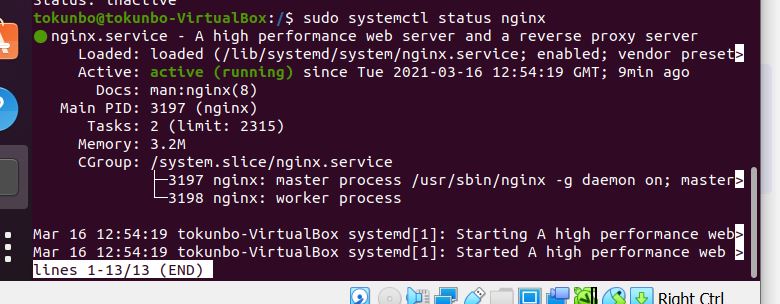 Status: inactive
tokunbo@tokunbo-VirtualBox:/$ sudo systemctl status nginx
●nginx.service - A high performance web server and a reverse proxy server
Loaded: loaded (/lib/systemd/system/nginx.service; enabled; vendor preset>
Active: active (running) since Tue 2021-03-16 12:54:19 GMT; 9min ago
Docs: man:nginx(8)
Main PID: 3197 (nginx)
Tasks: 2 (limit: 2315)
Memory: 3.2M
CGroup: /system.slice/nginx.service
├─3197 nginx: master process /usr/sbin/nginx -g daemon on; master>
└─3198 nginx: worker process
Mar 16 12:54:19 tokunbo-VirtualBox systemd[1]: Starting A high performance web>
Mar 16 12:54:19 tokunbo-VirtualBox systemd[1]: Started A high performance web >
lines 1-13/13 (END)
Right Ctrl